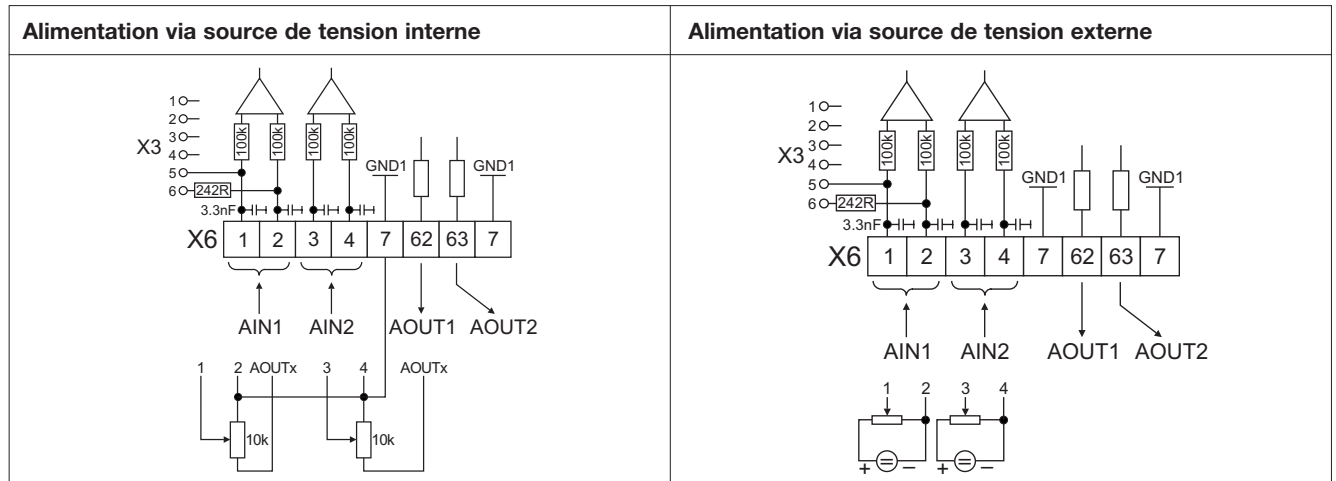 Alimentation via source de tension interne
Alimentation via source de tension externe
1
2
3
X3
4
5
6
242R
3.3nF
100k
100k
100k
100k
GND1
GND1
X6 1 2 3 4 7 62 63 7
AIN1 AIN2 AOUT1 AOUT2
1 2 AOUTx 3 4 AOUTx
10k 10k
1
2
3
X3
4
5
6
242R
3.3nF
100k
100k
100k
100k
GND1
GND1
X6 1 2 3 4 7 62 63 7
AIN1 AIN2 AOUT1 AOUT2
1 2 3 4
+ = − + = −